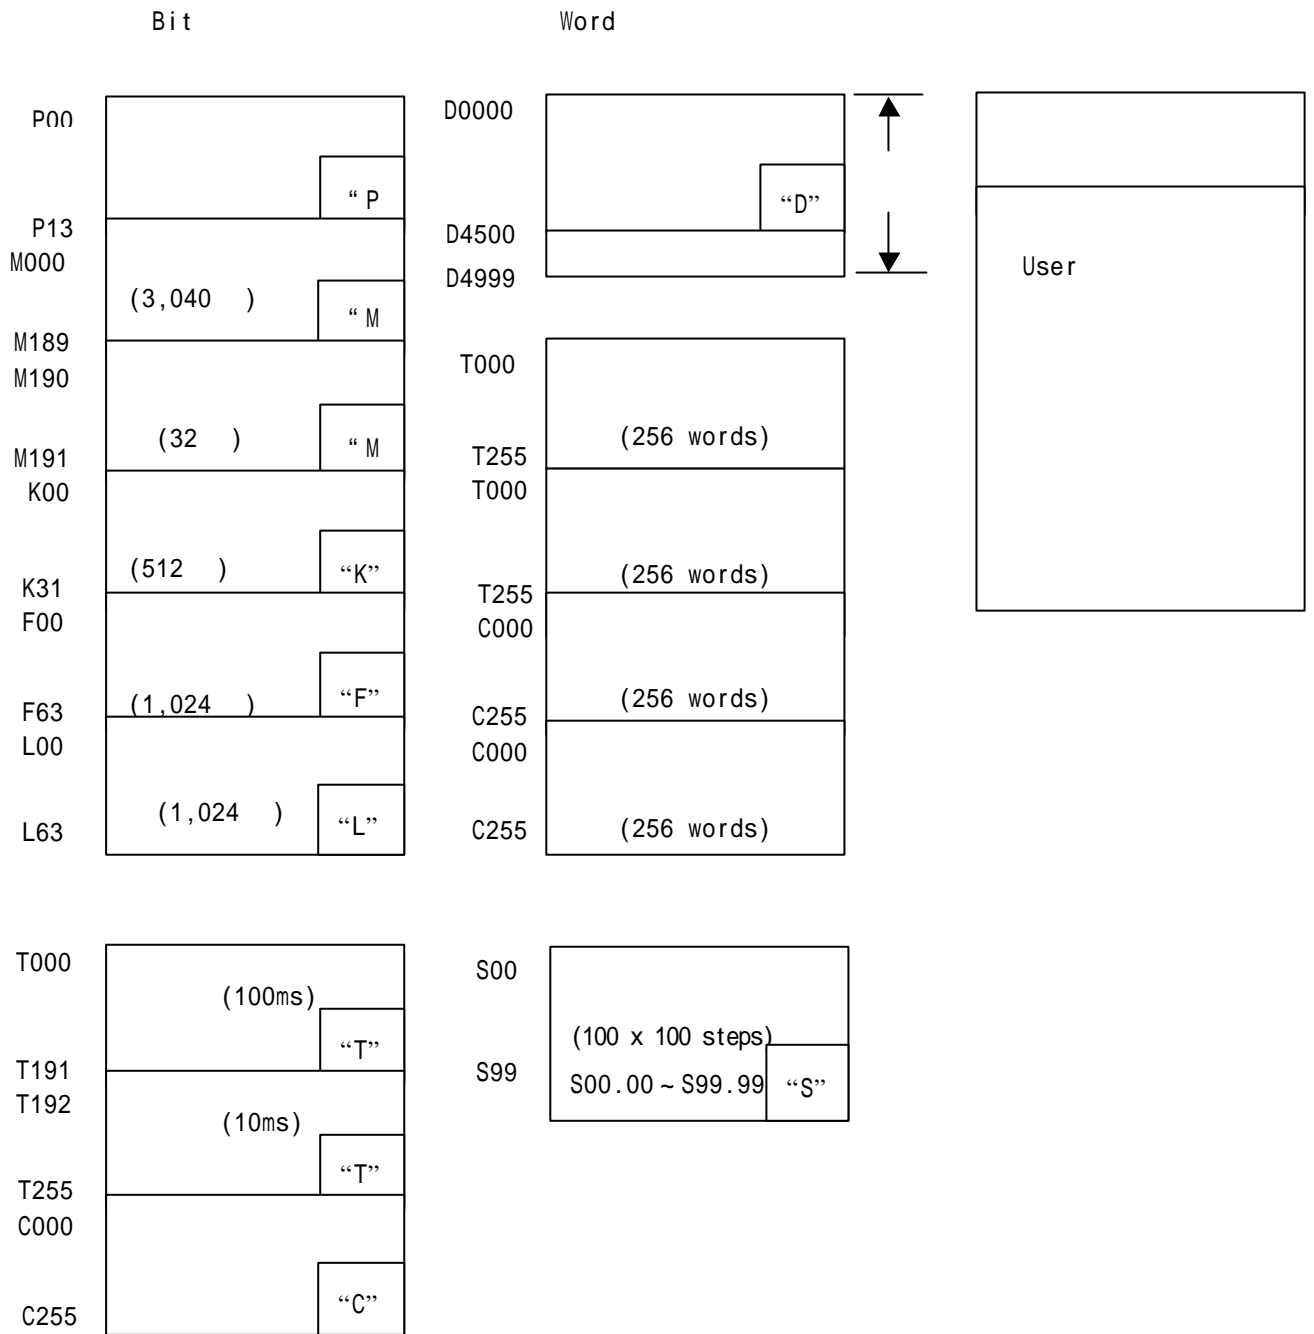 Bit
Word
P00
"P
P13
M000
(3,040 )
"M
M189
M190
(32 )
"M
M191
K00
(512 )
"K"
K31
F00
(1,024 )
"F"
F63
L00
(1,024 )
"L"
L63
D0000
"D"
D4500
D4999
T000
(256 words)
T255
T000
(256 words)
T255
C000
(256 words)
C255
C000
(256 words)
C255
User
T000
(100ms)
"T"
T191
T192
(10ms)
"T"
T255
C000
"C"
C255
S00
(100 x 100 steps)
S99
S00.00~S99.99
"S"